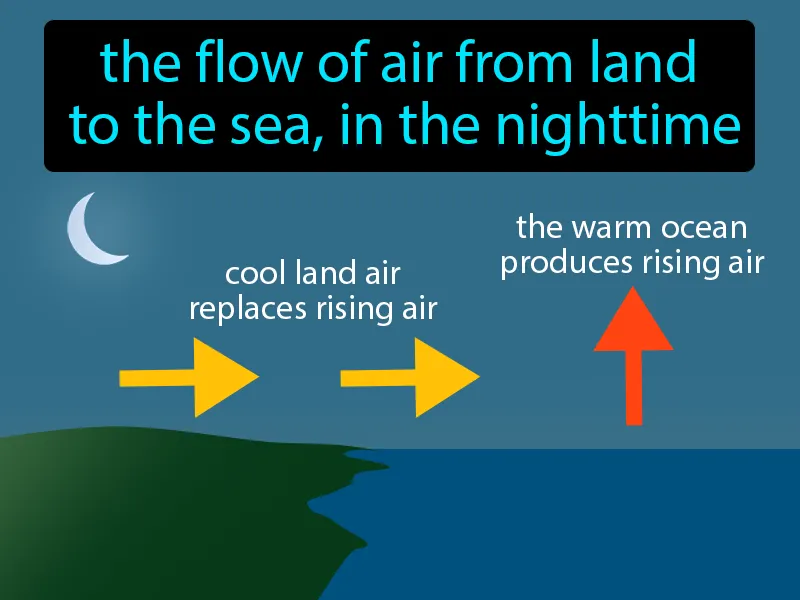 the flow of air from land
to the sea, in the nighttime
the warm ocean
produces rising air
cool land air
replaces rising air